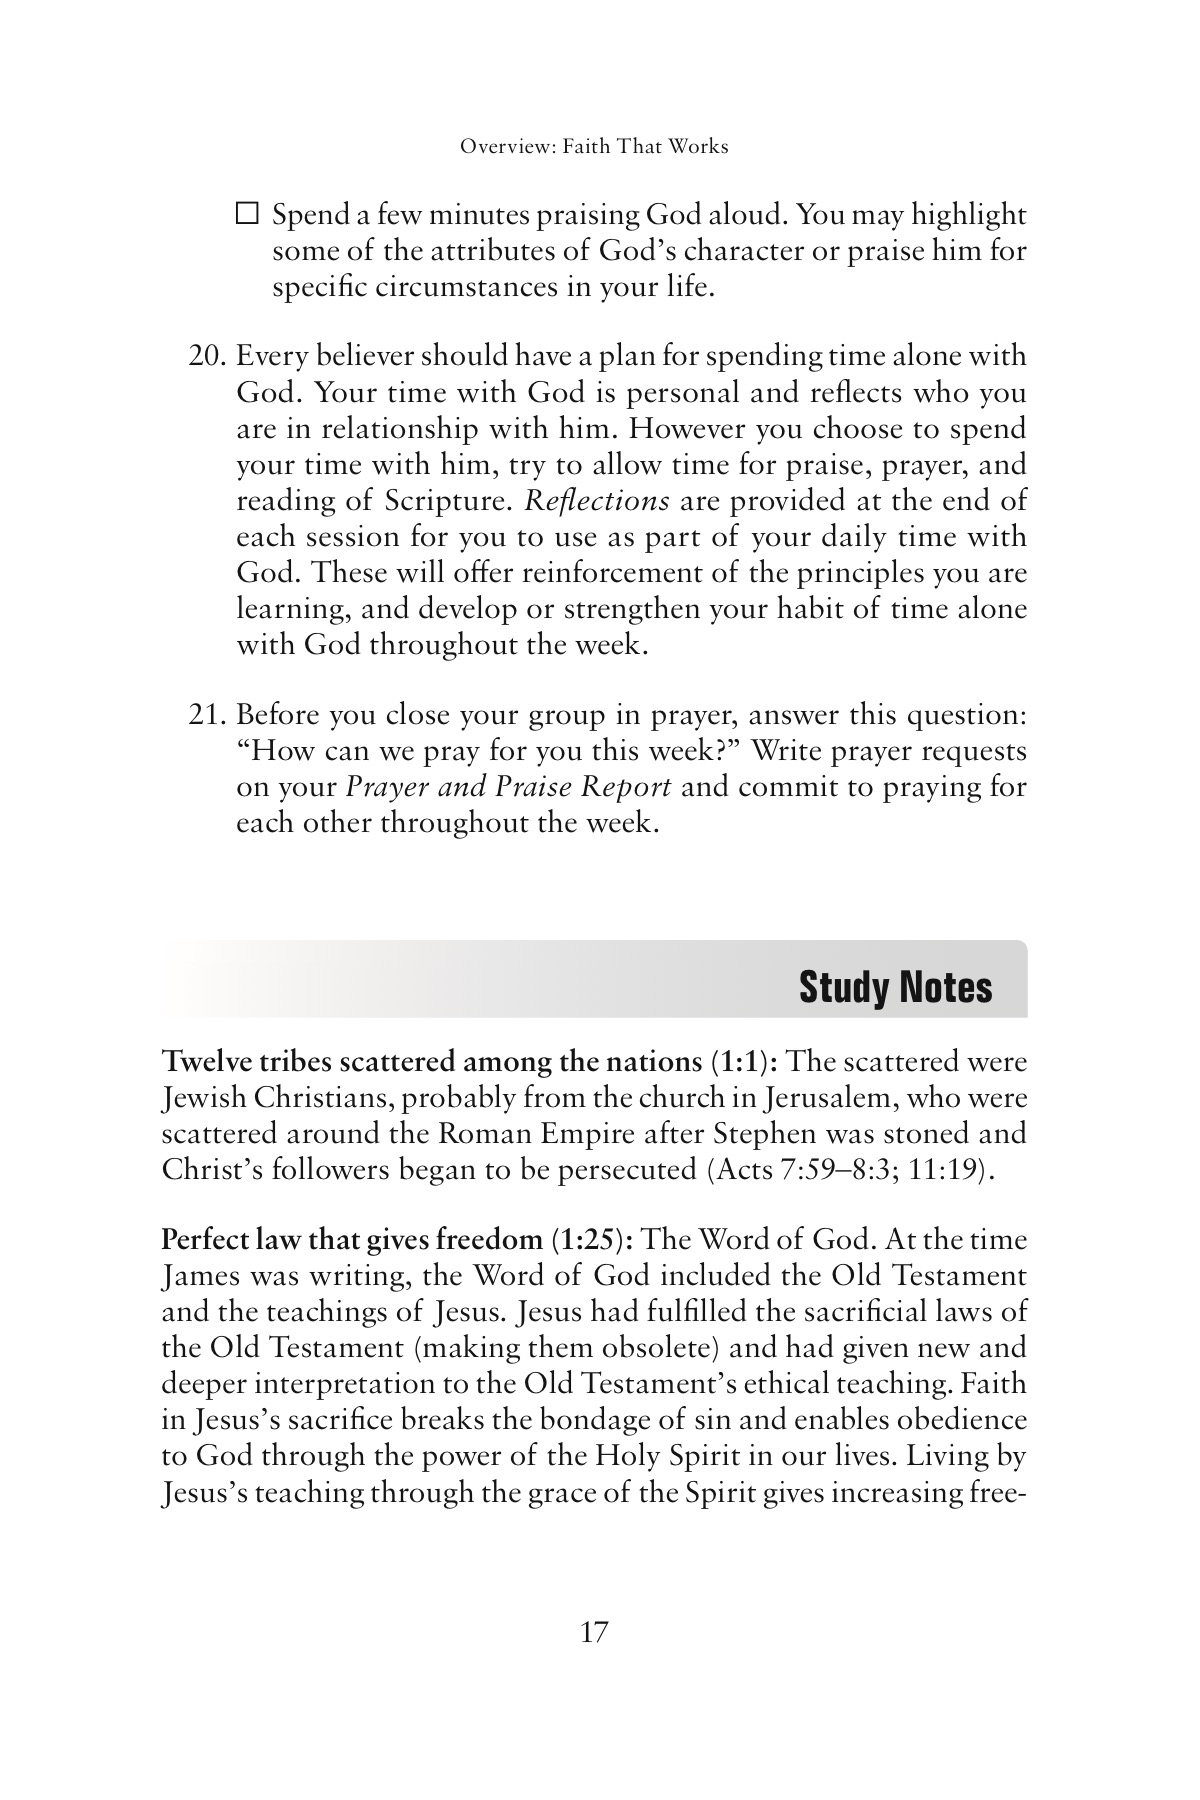 Overview: Faith That Works
☐ Spend a few minutes praising God aloud. You may highlight
some of the attributes of God’s character or praise him for
specific circumstances in your life.
20. Every believer should have a plan for spending time alone with
God. Your time with God is personal and reflects who you
are in relationship with him. However you choose to spend
your time with him, try to allow time for praise, prayer, and
reading of Scripture. Reflections are provided at the end of
each session for you to use as part of your daily time with
God. These will offer reinforcement of the principles you are
learning, and develop or strengthen your habit of time alone
with God throughout the week.
21. Before you close your group in prayer, answer this question:
“How can we pray for you this week?” Write prayer requests
on your Prayer and Praise Report and commit to praying for
each other throughout the week.
Study Notes
Twelve tribes scattered among the nations (1:1): The scattered were
Jewish Christians, probably from the church in Jerusalem, who were
scattered around the Roman Empire after Stephen was stoned and
Christ’s followers began to be persecuted (Acts 7:59–8:3; 11:19).
Perfect law that gives freedom (1:25): The Word of God. At the time
James was writing, the Word of God included the Old Testament
and the teachings of Jesus. Jesus had fulfilled the sacrificial laws of
the Old Testament (making them obsolete) and had given new and
deeper interpretation to the Old Testament’s ethical teaching. Faith
in Jesus’s sacrifice breaks the bondage of sin and enables obedience
to God through the power of the Holy Spirit in our lives. Living by
Jesus’s teaching through the grace of the Spirit gives increasing free-
17